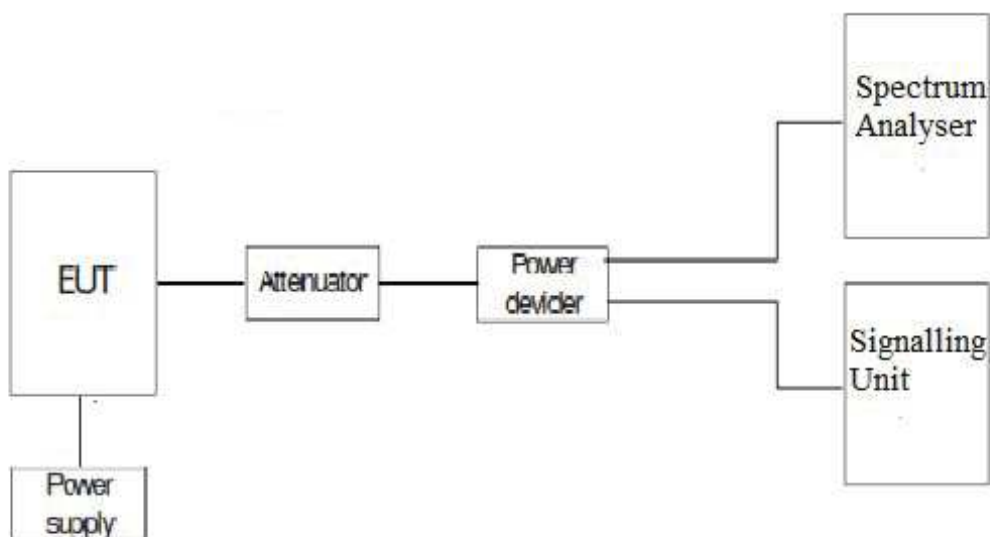 Spectrum
Analyser
EUT
Attenuator
Power
devider
Signalling
Unit
Power
supply